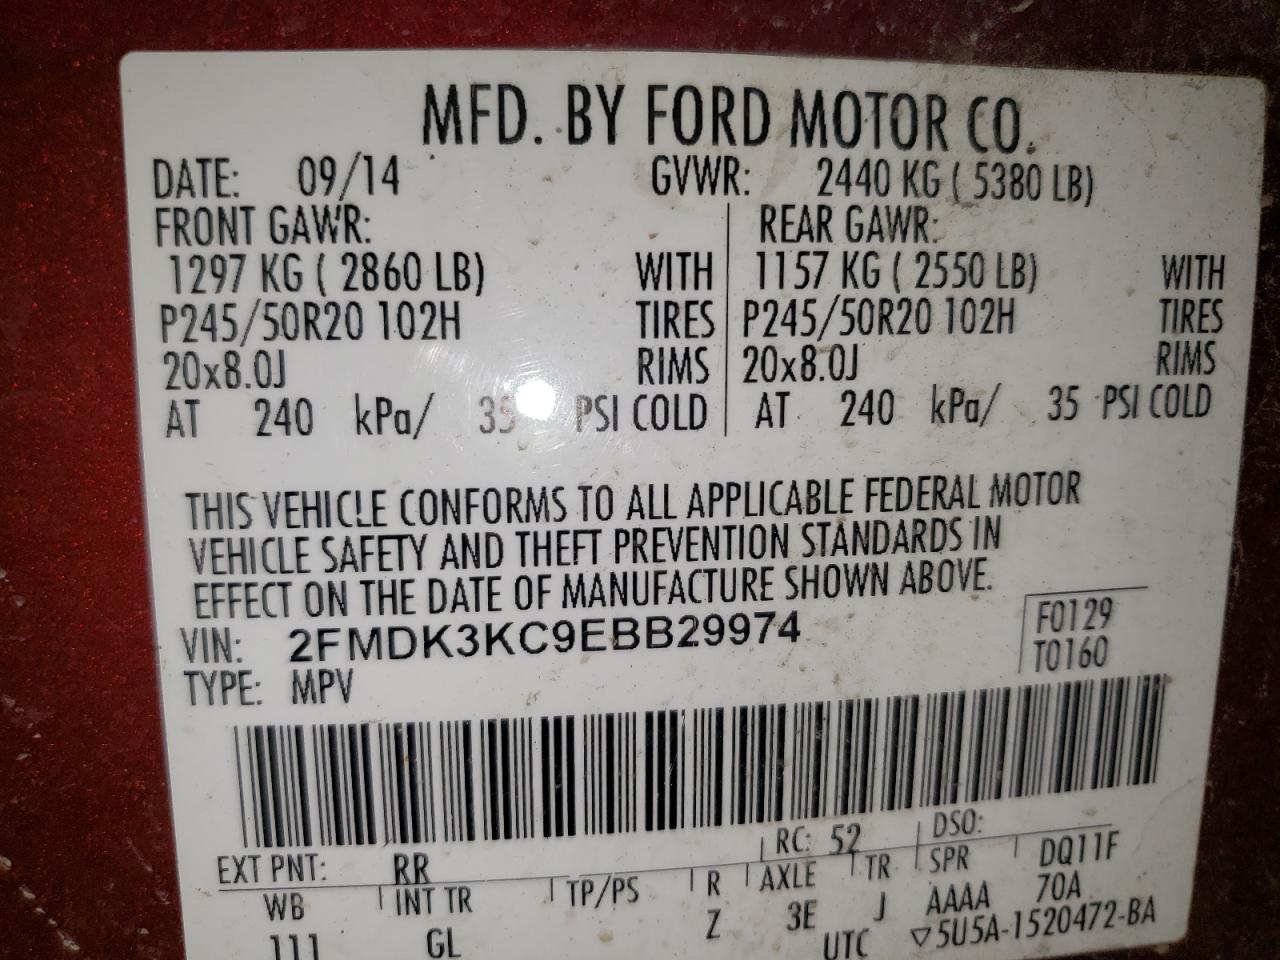 MFD. BY FORD MOTOR CO.
DATE: 09/14 GVWR: 2440 KG ( 5380 LB)
FRONT GAWR: REAR GAWR:
1297 KG ( 2860 LB) WITH 1157 KG ( 2550 LB) WITH
P245/50R20 102H TIRES P245/50R20 102H TIRES
20x8.0J RIMS 20x8.0J RIMS
AT 240 kPa/ 35 PSI COLD AT 240 kPa/ 35 PSI COLD
THIS VEHICLE CONFORMS TO ALL APPLICABLE FEDERAL MOTOR
VEHICLE SAFETY AND THEFT PREVENTION STANDARDS IN
EFFECT ON THE DATE OF MANUFACTURE SHOWN ABOVE.
VIN: 2FMDK3KC9EBB29974 F0129
TYPE: MPV T0160
EXT PNT: RR RC: 52 DSO:
WB INT TR TP/PS R AXLE TR SPR DQ11F
111 GL Z 3E J AAAA 70A
UTC ▽5U5A-1520472-BA